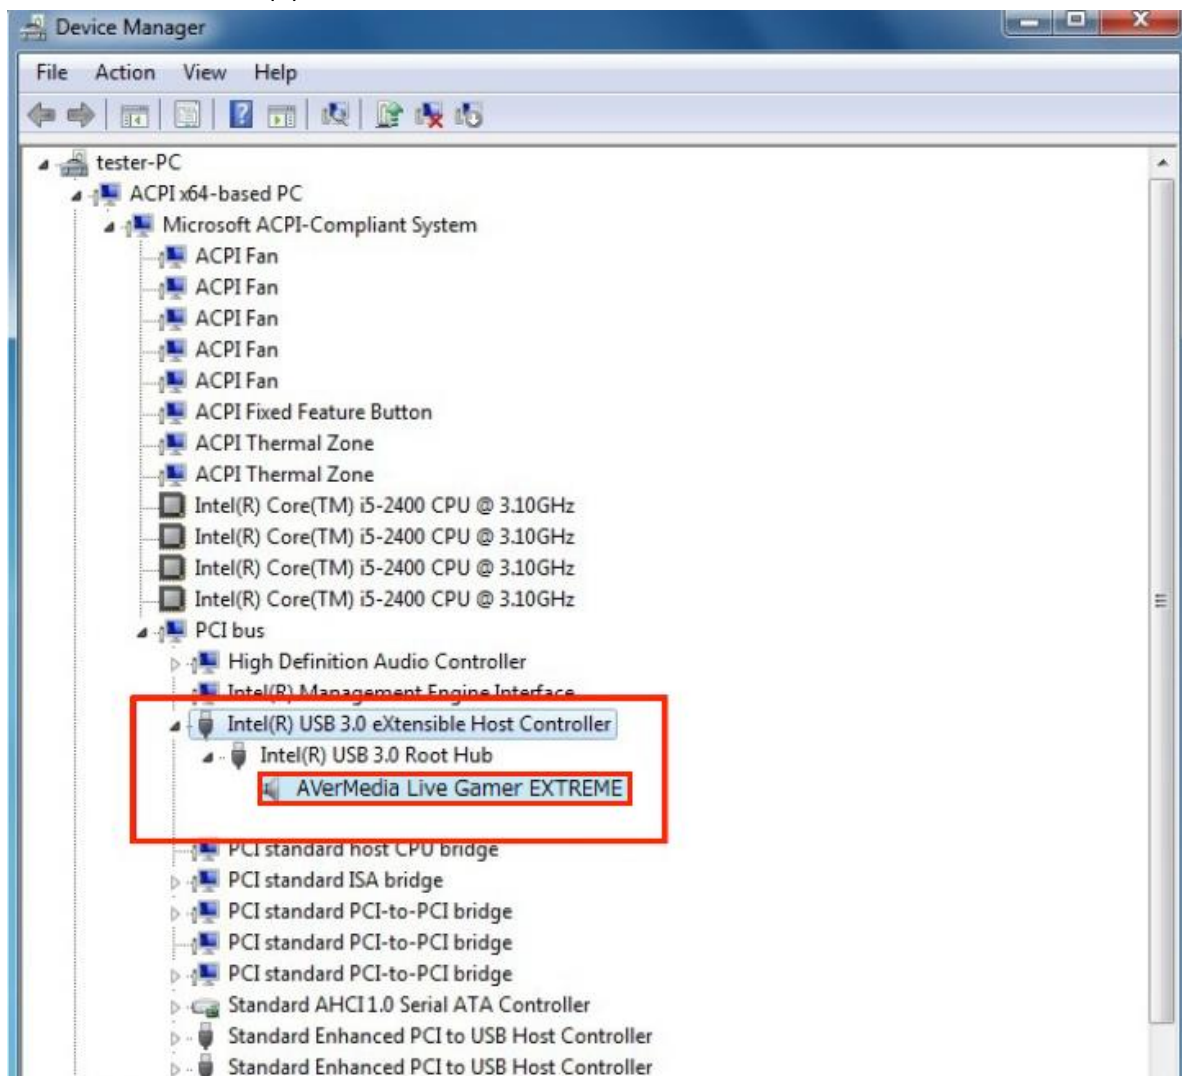 Device Manager
File Action View Help
tester-PC
ACPI x64-based PC
Microsoft ACPI-Compliant System
ACPI Fan
ACPI Fan
ACPI Fan
ACPI Fan
ACPI Fan
ACPI Fixed Feature Button
ACPI Thermal Zone
ACPI Thermal Zone
Intel(R) Core(TM) i5-2400 CPU @ 3.10GHz
Intel(R) Core(TM) i5-2400 CPU @ 3.10GHz
Intel(R) Core(TM) i5-2400 CPU @ 3.10GHz
Intel(R) Core(TM) i5-2400 CPU @ 3.10GHz
PCI bus
High Definition Audio Controller
Intel(R) Management Engine Interface
Intel(R) USB 3.0 eXtensible Host Controller
Intel(R) USB 3.0 Root Hub
AVerMedia Live Gamer EXTREME
PCI standard host CPU bridge
PCI standard ISA bridge
PCI standard PCI-to-PCI bridge
PCI standard PCI-to-PCI bridge
PCI standard PCI-to-PCI bridge
Standard AHCI 1.0 Serial ATA Controller
Standard Enhanced PCI to USB Host Controller
Standard Enhanced PCI to USB Host Controller